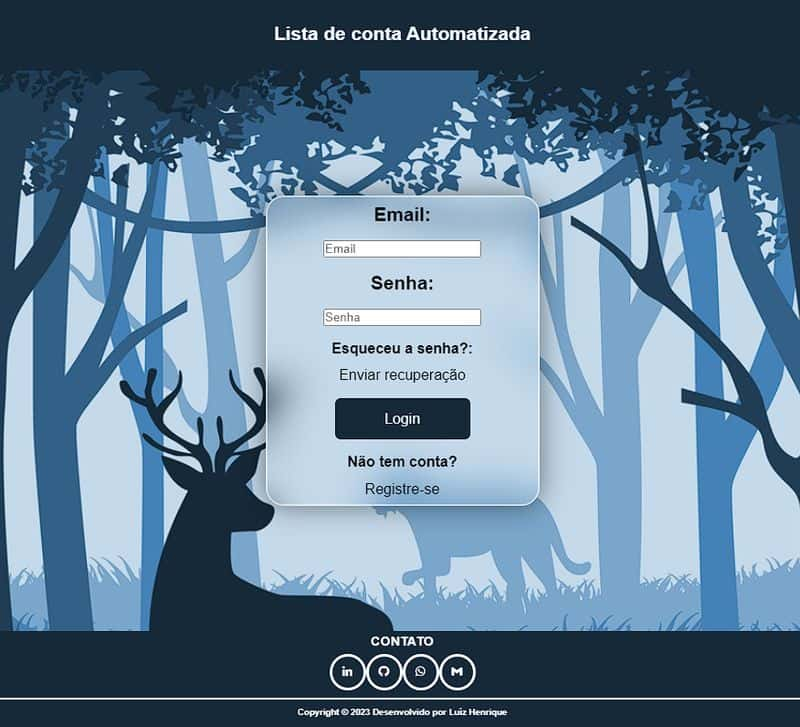 Lista de conta Automatizada
Email:
Email
Senha:
Senha
Esqueceu a senha?:
Enviar recuperação
Login
Não tem conta?
Registre-se
CONTATO
in
Copyright © 2023 Desenvolvido por Luiz Henrique